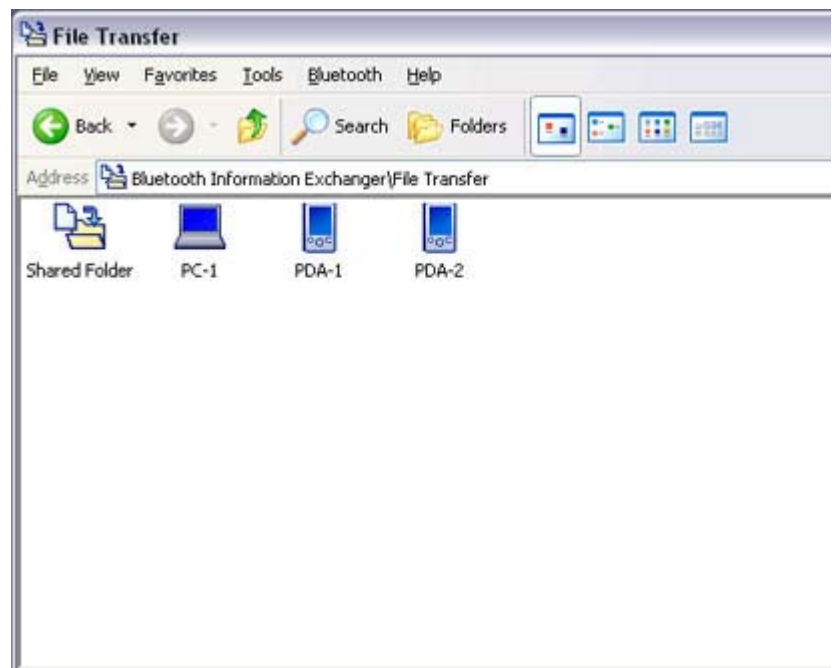 File Transfer
File View Favorites Tools Bluetooth Help
Back Search Folders
Address Bluetooth Information Exchanger\File Transfer
Shared Folder PC-1 PDA-1 PDA-2